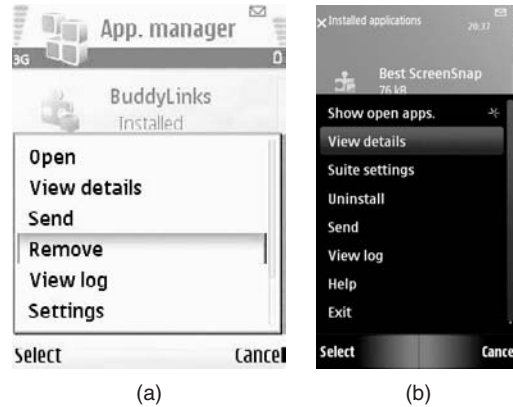 App. manager
3G
BuddyLinks
Installed
Open
View details
Send
Remove
View log
Settings
Select Cancel
(a)
Installed applications
20:37
Best ScreenSnap
76 kB
Show open apps.
View details
Suite settings
Uninstall
Send
View log
Help
Exit
Select Cance
(b)